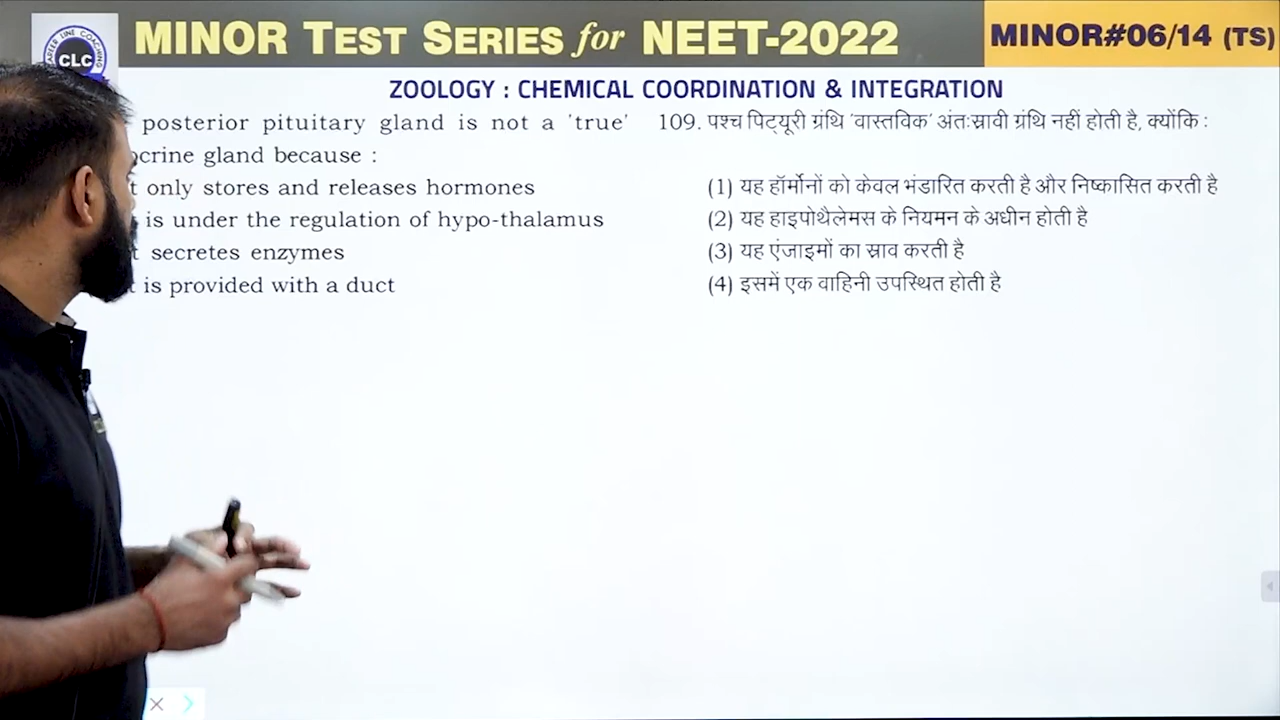 MINOR TEST SERIES for NEET-2022
MINOR#06/14 (TS)
CLC
ZOOLOGY : CHEMICAL COORDINATION & INTEGRATION
posterior pituitary gland is not a 'true'
gland because :
only stores and releases hormones
is under the regulation of hypo-thalamus
secretes enzymes
is provided with a duct
109. पश्च पिट्यूरी ग्रंथि 'वास्तविक' अंतःस्रावी ग्रंथि नहीं होती है, क्योंकि :
(1) यह हॉर्मोनों को केवल भंडारित करती है और निष्कासित करती है
(2) यह हाइपोथैलेमस के नियमन के अधीन होती है
(3) यह एंजाइमों का स्राव करती है
(4) इसमें एक वाहिनी उपस्थित होती है